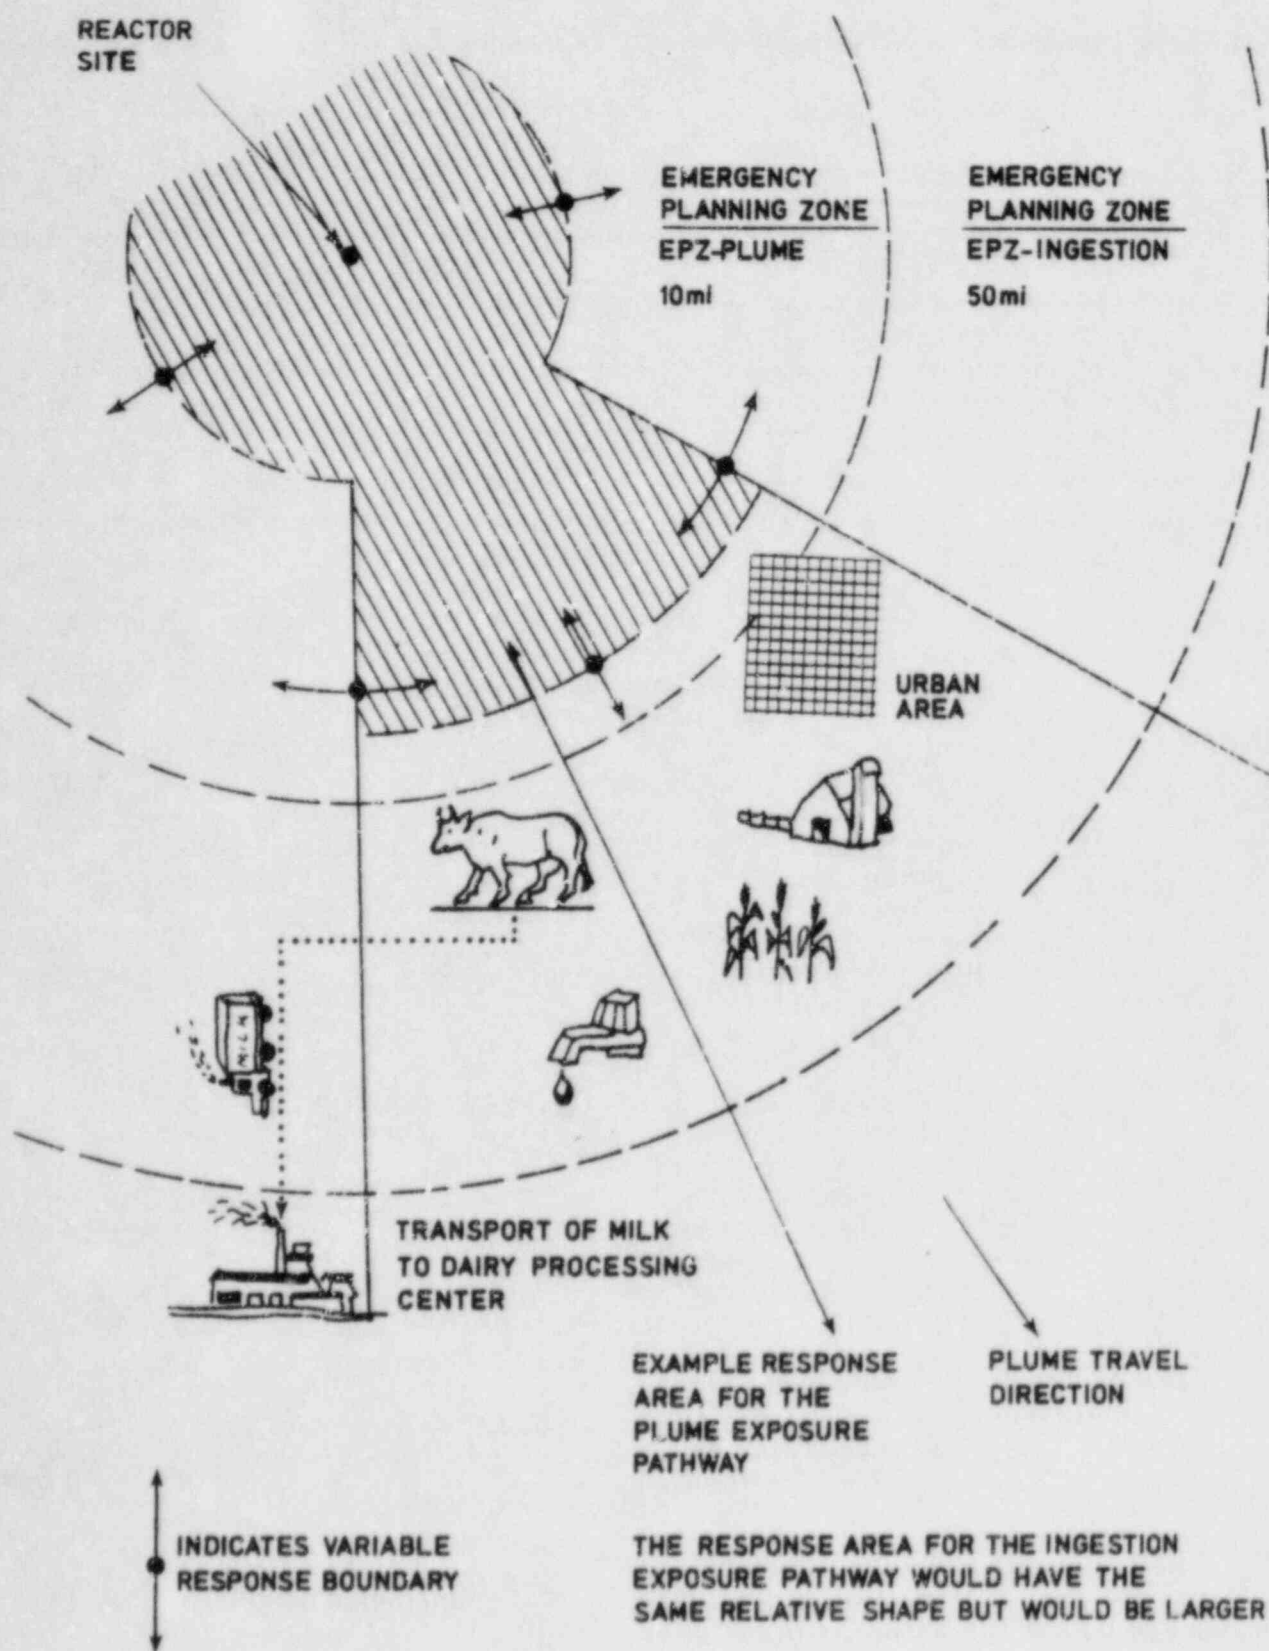 REACTOR
SITE
EMERGENCY
PLANNING ZONE
EPZ-PLUME
10mi
EMERGENCY
PLANNING ZONE
EPZ-INGESTION
50mi
URBAN
AREA
MILK
TRANSPORT OF MILK
TO DAIRY PROCESSING
CENTER
EXAMPLE RESPONSE
AREA FOR THE
PLUME EXPOSURE
PATHWAY
PLUME TRAVEL
DIRECTION
INDICATES VARIABLE
RESPONSE BOUNDARY
THE RESPONSE AREA FOR THE INGESTION
EXPOSURE PATHWAY WOULD HAVE THE
SAME RELATIVE SHAPE BUT WOULD BE LARGER